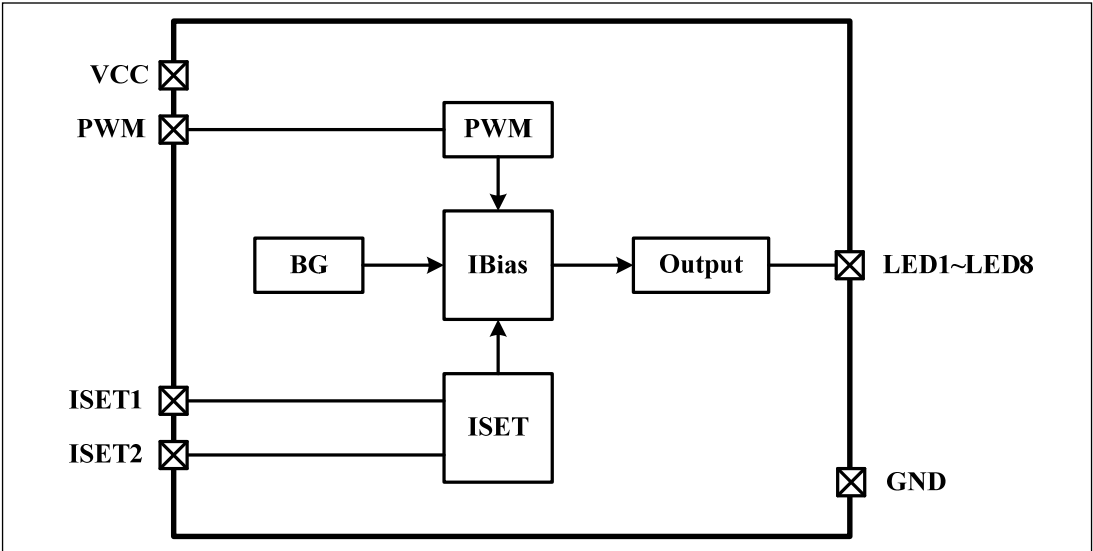 VCC
PWM
PWM
BG
IBias
Output
LED1~LED8
ISET1
ISET
ISET2
GND